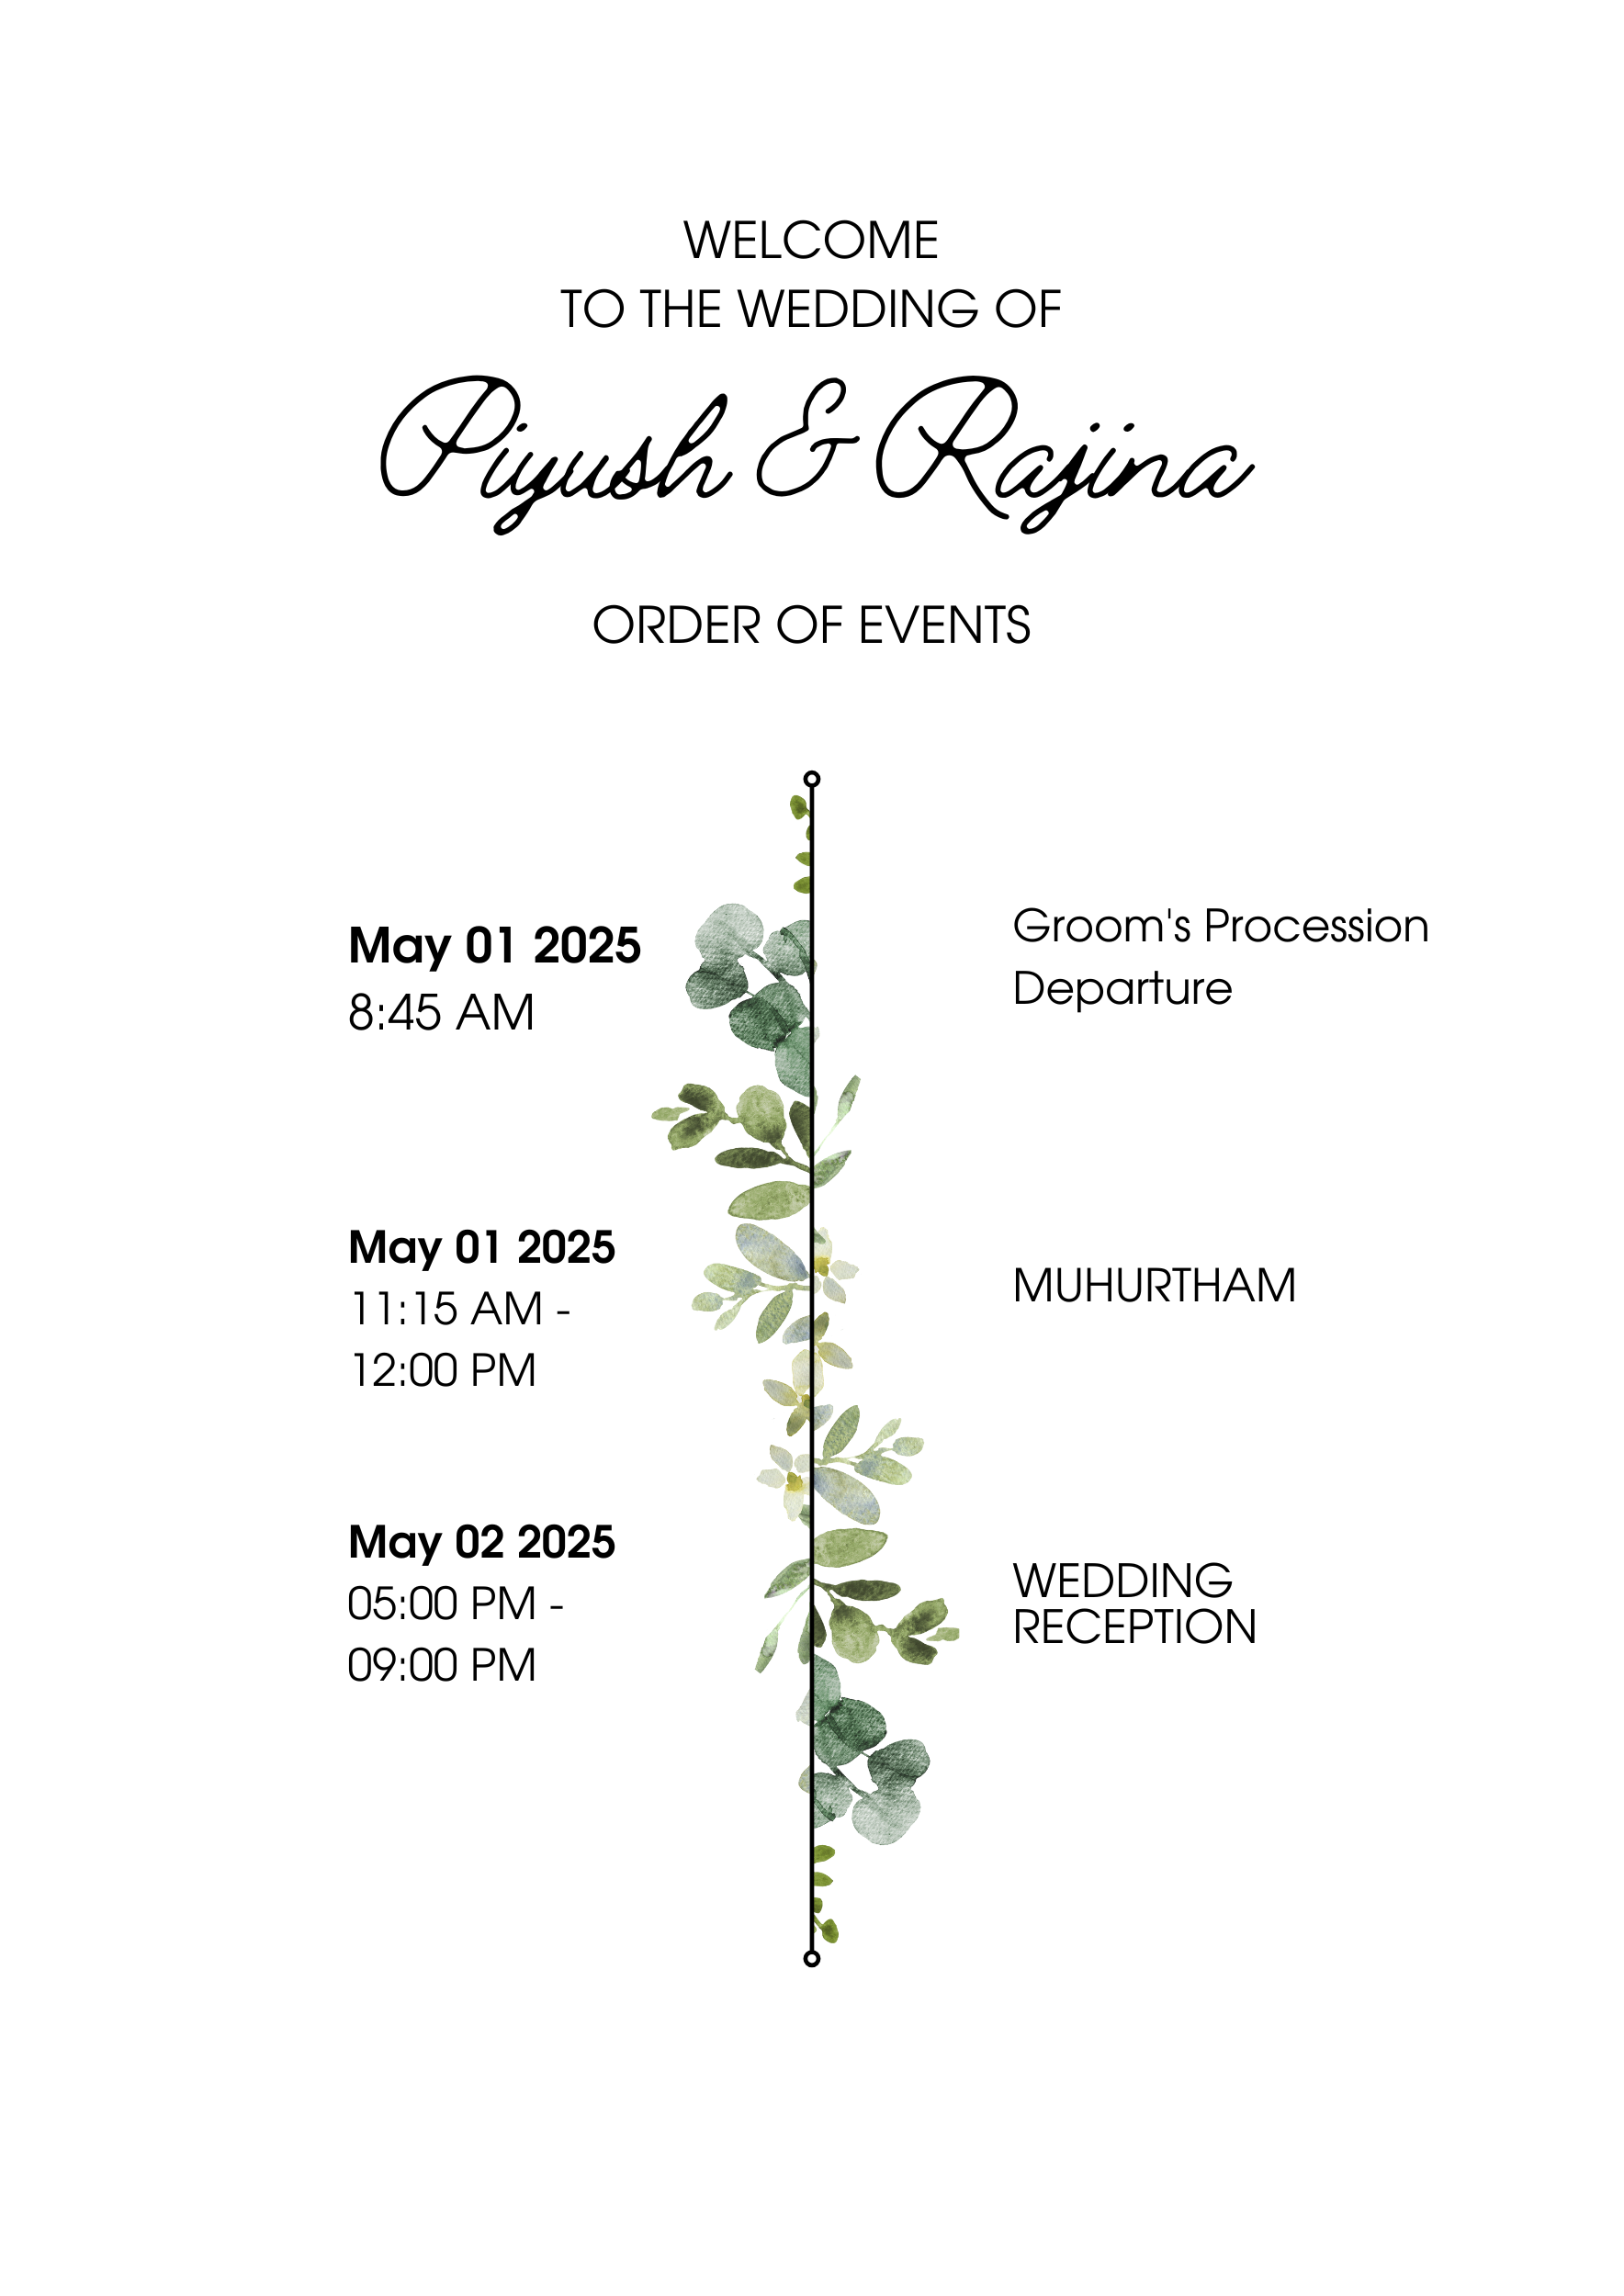 WELCOME
TO THE WEDDING OF
Piyush & Rajina
ORDER OF EVENTS
May 01 2025
8:45 AM
Groom's Procession
Departure
May 01 2025
11:15 AM -
12:00 PM
MUHURTHAM
May 02 2025
05:00 PM -
09:00 PM
WEDDING
RECEPTION